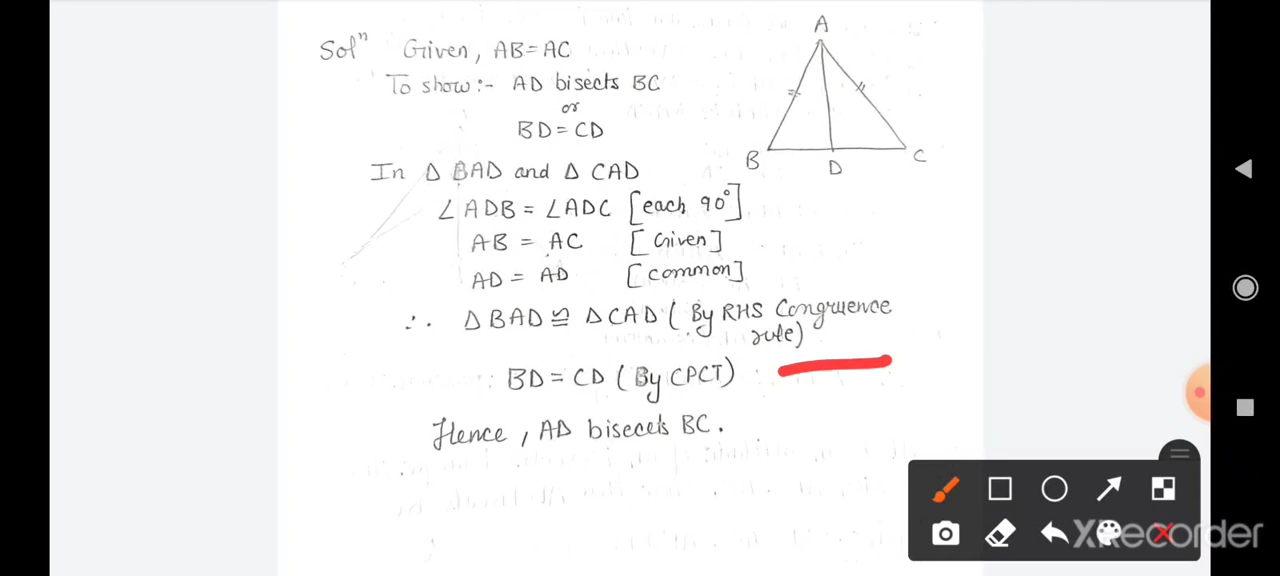 Solⁿ Given, AB = AC
To show :- AD bisects BC
or
BD = CD
In Δ BAD and Δ CAD
∠ADB = ∠ADC [each 90°]
AB = AC [Given]
AD = AD [common]
∴ ΔBAD ≅ ΔCAD (By RHS Congruence
rule)
BD = CD (By CPCT)
Hence, AD bisects BC.
A
B
D
C
XRecorder